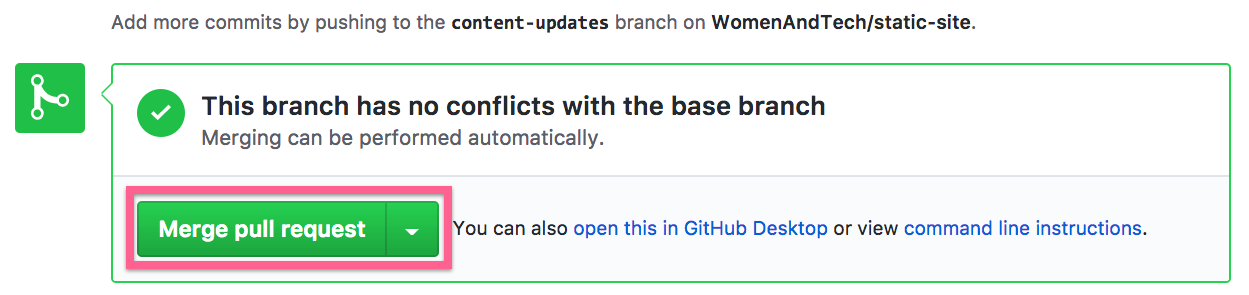 Add more commits by pushing to the content-updates branch on WomenAndTech/static-site.
This branch has no conflicts with the base branch
Merging can be performed automatically.
Merge pull request You can also open this in GitHub Desktop or view command line instructions.